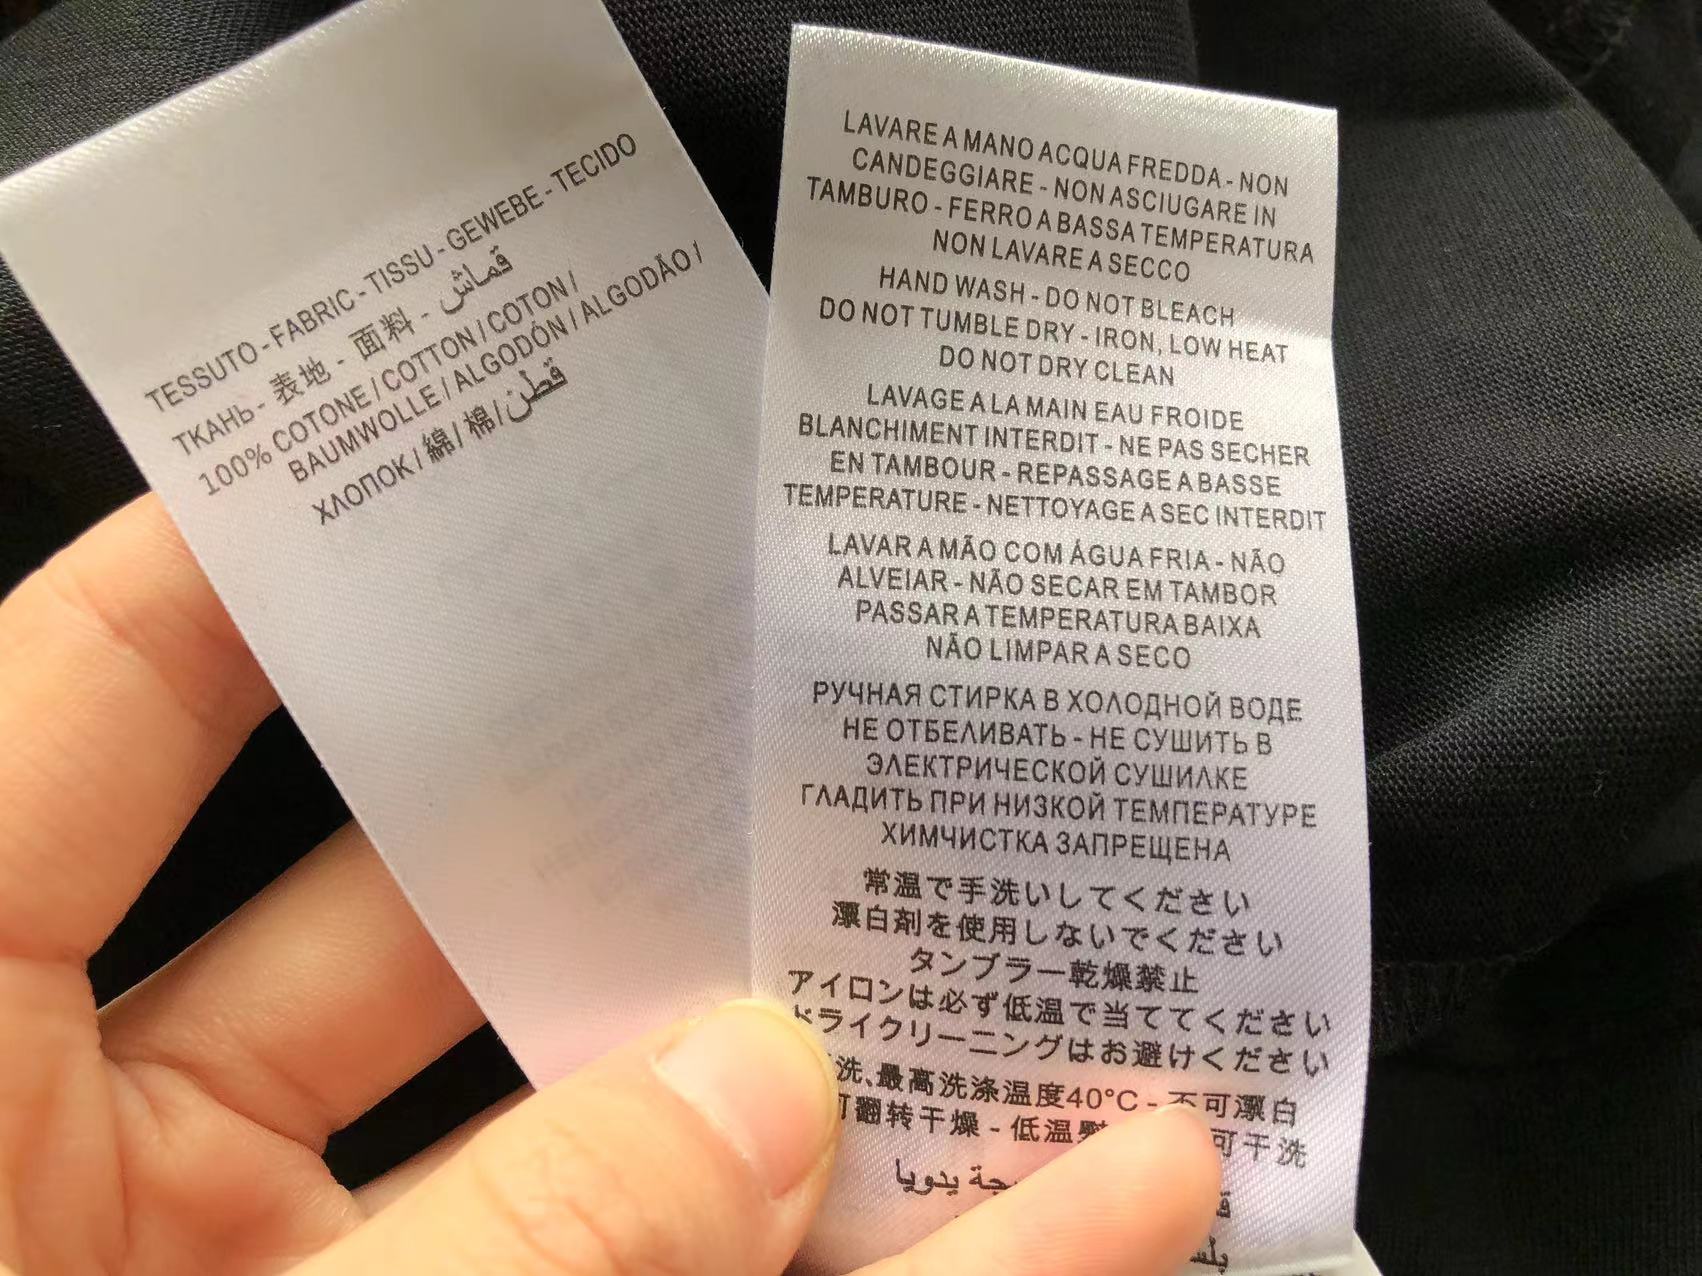 TESSUTO - FABRIC - TISSU - GEWEBE - TECIDO
ТКАНЬ - 表地 - 面料 - قماش
100% COTONE / COTTON / COTON /
BAUMWOLLE / ALGODÓN / ALGODÃO /
ХЛОПОК / 綿 / 棉 / قطن
LAVARE A MANO ACQUA FREDDA - NON
CANDEGGIARE - NON ASCIUGARE IN
TAMBURO - FERRO A BASSA TEMPERATURA
NON LAVARE A SECCO
HAND WASH - DO NOT BLEACH
DO NOT TUMBLE DRY - IRON, LOW HEAT
DO NOT DRY CLEAN
LAVAGE A LA MAIN EAU FROIDE
BLANCHIMENT INTERDIT - NE PAS SECHER
EN TAMBOUR - REPASSAGE A BASSE
TEMPERATURE - NETTOYAGE A SEC INTERDIT
LAVAR A MÃO COM ÁGUA FRIA - NÃO
ALVEIAR - NÃO SECAR EM TAMBOR
PASSAR A TEMPERATURA BAIXA
NÃO LIMPAR A SECO
РУЧНАЯ СТИРКА В ХОЛОДНОЙ ВОДЕ
НЕ ОТБЕЛИВАТЬ - НЕ СУШИТЬ В
ЭЛЕКТРИЧЕСКОЙ СУШИЛКЕ
ГЛАДИТЬ ПРИ НИЗКОЙ ТЕМПЕРАТУРЕ
ХИМЧИСТКА ЗАПРЕЩЕНА
常温で手洗いしてください
漂白剤を使用しないでください
タンブラー乾燥禁止
アイロンは必ず低温で当ててください
ドライクリーニングはお避けください
洗、最高洗涤温度40°C - 不可漂白
可翻转干燥 - 低温 可干洗
يدويا